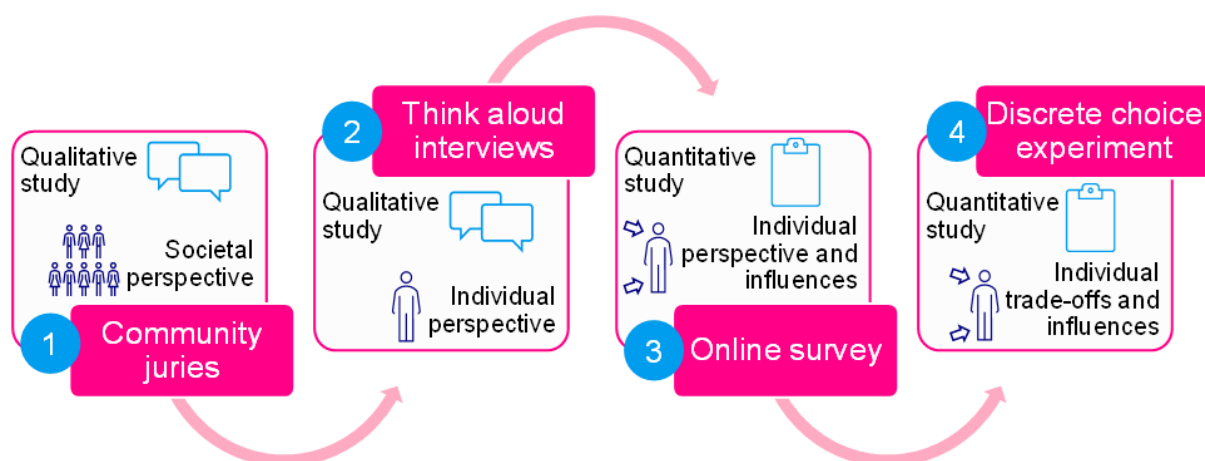 Qualitative
study
Societal
perspective
1
Community
juries
2
Think aloud
interviews
Qualitative
study
Individual
perspective
Quantitative
study
Individual
perspective and
influences
3
Online survey
4
Discrete choice
experiment
Quantitative
study
Individual
trade-offs and
influences